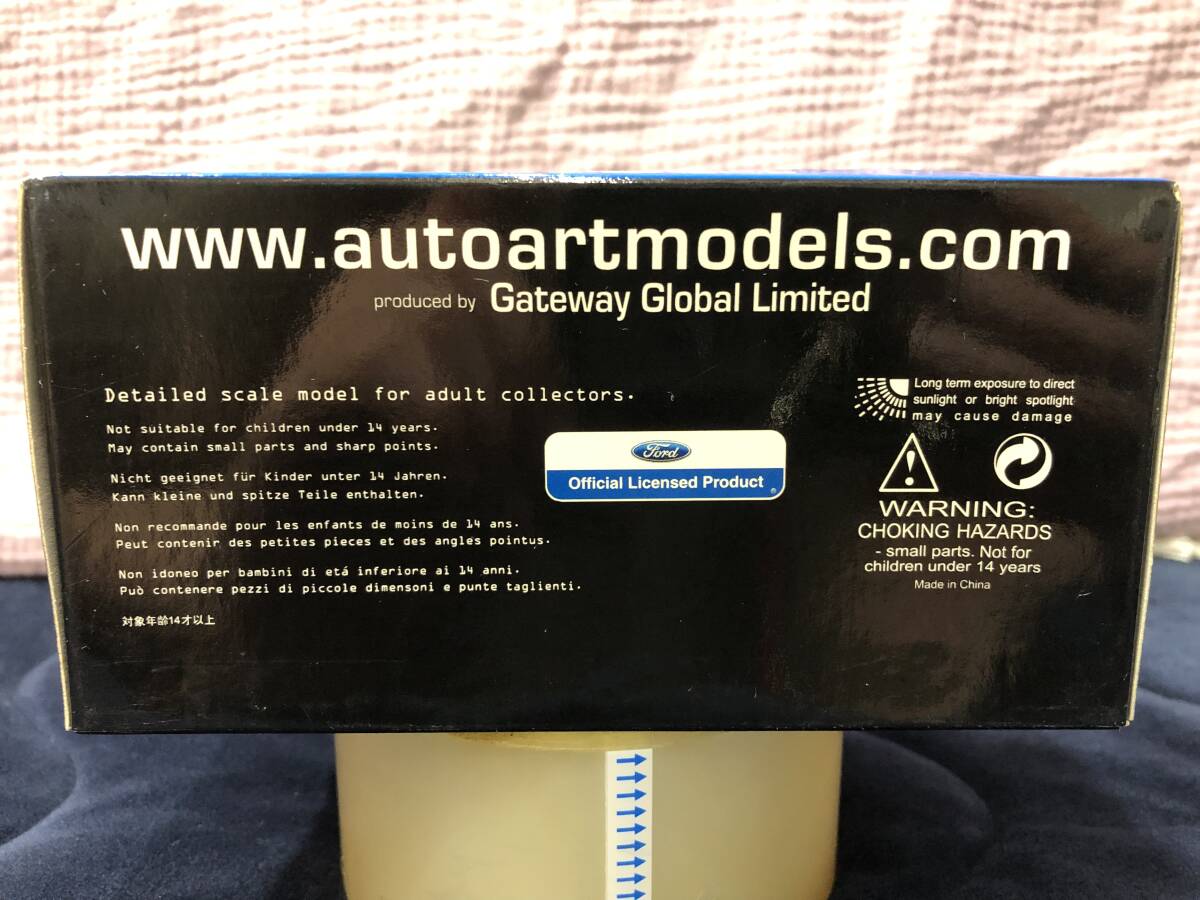 www.autoartmodels.com
produced by Gateway Global Limited
Detailed scale model for adult collectors.
Not suitable for children under 14 years.
May contain small parts and sharp points.
Nicht geeignet für Kinder unter 14 Jahren.
Kann kleine und spitze Teile enthalten.
Non recommande pour les enfants de moins de 14 ans.
Peut contenir des petites pieces et des angles pointus.
Non idoneo per bambini di etá inferiore ai 14 anni.
Può contenere pezzi di piccole dimensoni e punte taglienti.
対象年齢14才以上
Ford
Official Licensed Product
Long term exposure to direct
sunlight or bright spotlight
may cause damage
WARNING:
CHOKING HAZARDS
- small parts. Not for
children under 14 years
Made in China